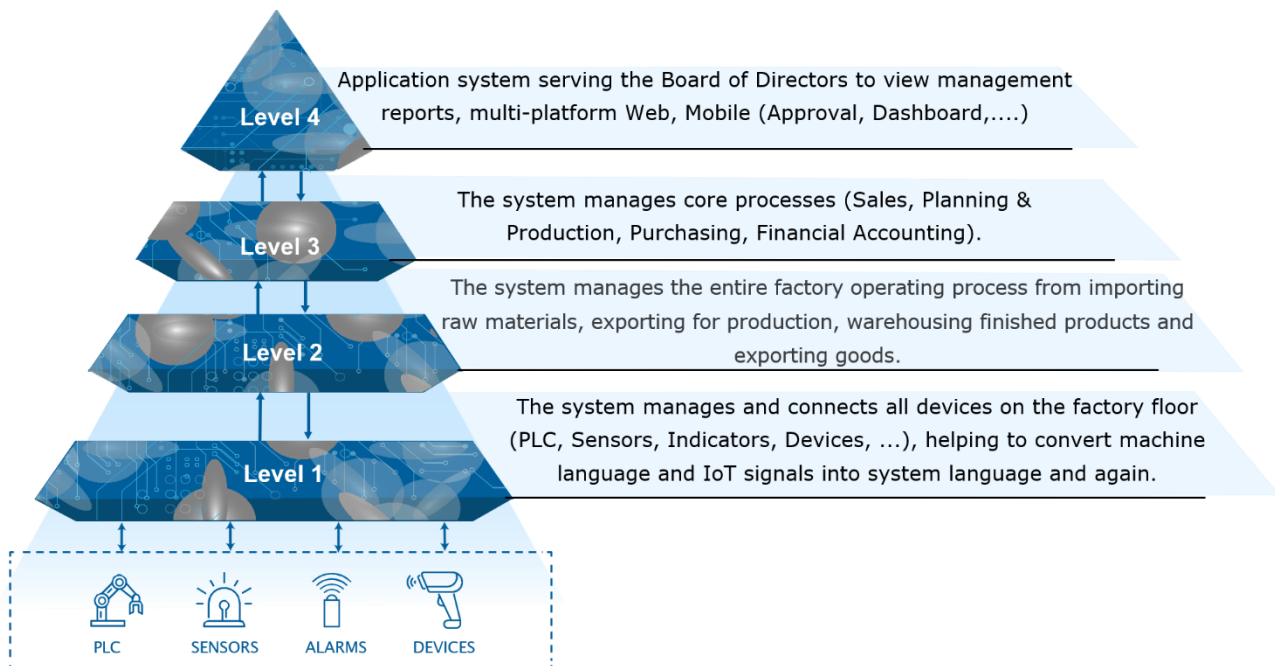 Level 4
Application system serving the Board of Directors to view management
reports, multi-platform Web, Mobile (Approval, Dashboard,....)
Level 3
The system manages core processes (Sales, Planning &
Production, Purchasing, Financial Accounting).
Level 2
The system manages the entire factory operating process from importing
raw materials, exporting for production, warehousing finished products and
exporting goods.
Level 1
The system manages and connects all devices on the factory floor
(PLC, Sensors, Indicators, Devices, ...), helping to convert machine
language and IoT signals into system language and again.
PLC
SENSORS
ALARMS
DEVICES